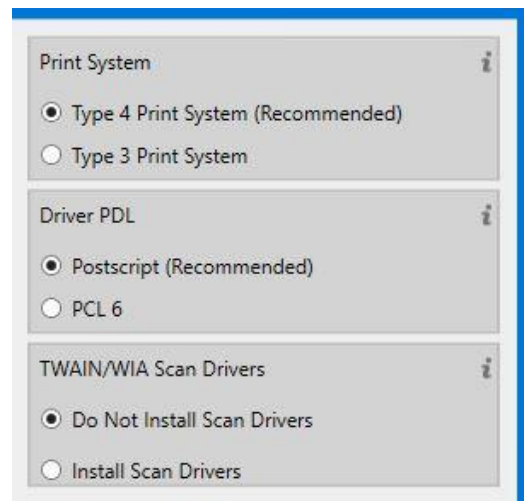 Print System
Type 4 Print System (Recommended)
Type 3 Print System
Driver PDL
Postscript (Recommended)
PCL 6
TWAIN/WIA Scan Drivers
Do Not Install Scan Drivers
Install Scan Drivers